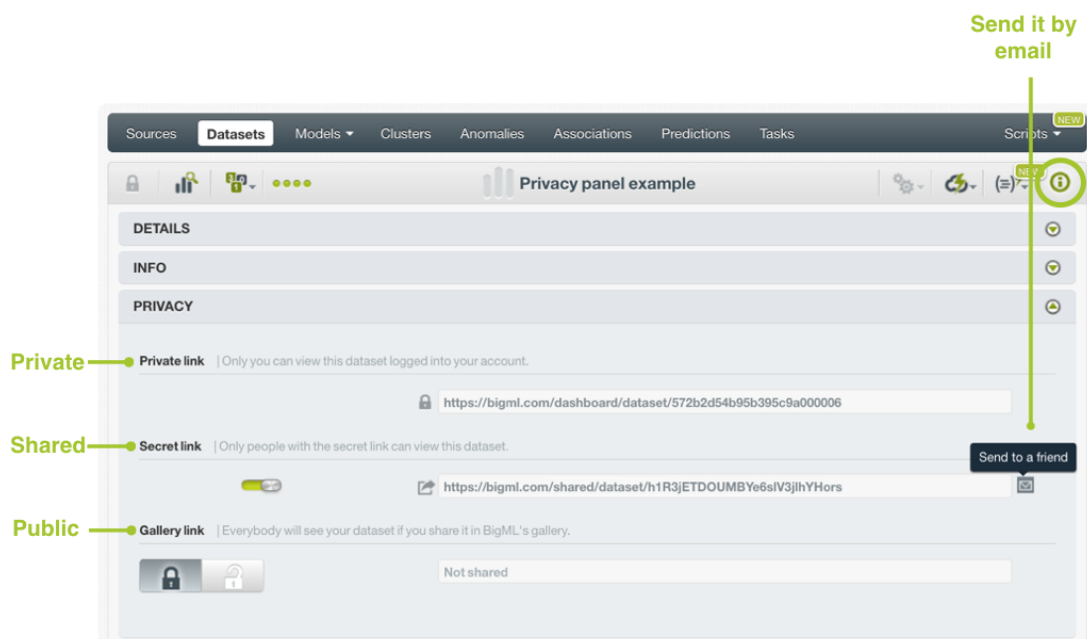 Send it by
email
NEW
Sources Datasets Models Clusters Anomalies Associations Predictions Tasks Scripts
NEW
Privacy panel example
DETAILS
INFO
PRIVACY
Private Private link | Only you can view this dataset logged into your account.
https://bigml.com/dashboard/dataset/572b2d54b95b395c9a000006
Shared Secret link | Only people with the secret link can view this dataset.
Send to a friend
https://bigml.com/shared/dataset/h1R3jETDOUMBYe6slV3jlhYHors
Public Gallery link | Everybody will see your dataset if you share it in BigML's gallery.
Not shared